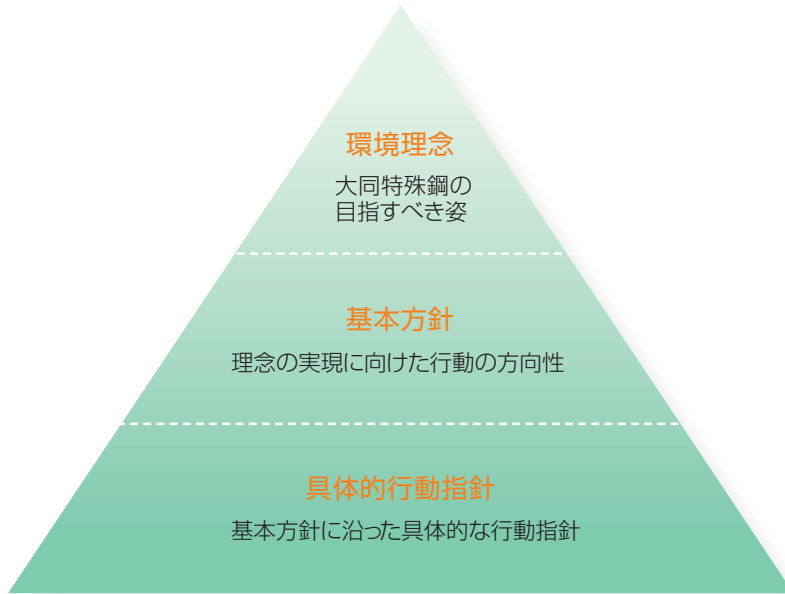 環境理念
大同特殊鋼の
目指すべき姿
基本方針
理念の実現に向けた行動の方向性
具体的行動指針
基本方針に沿った具体的な行動指針